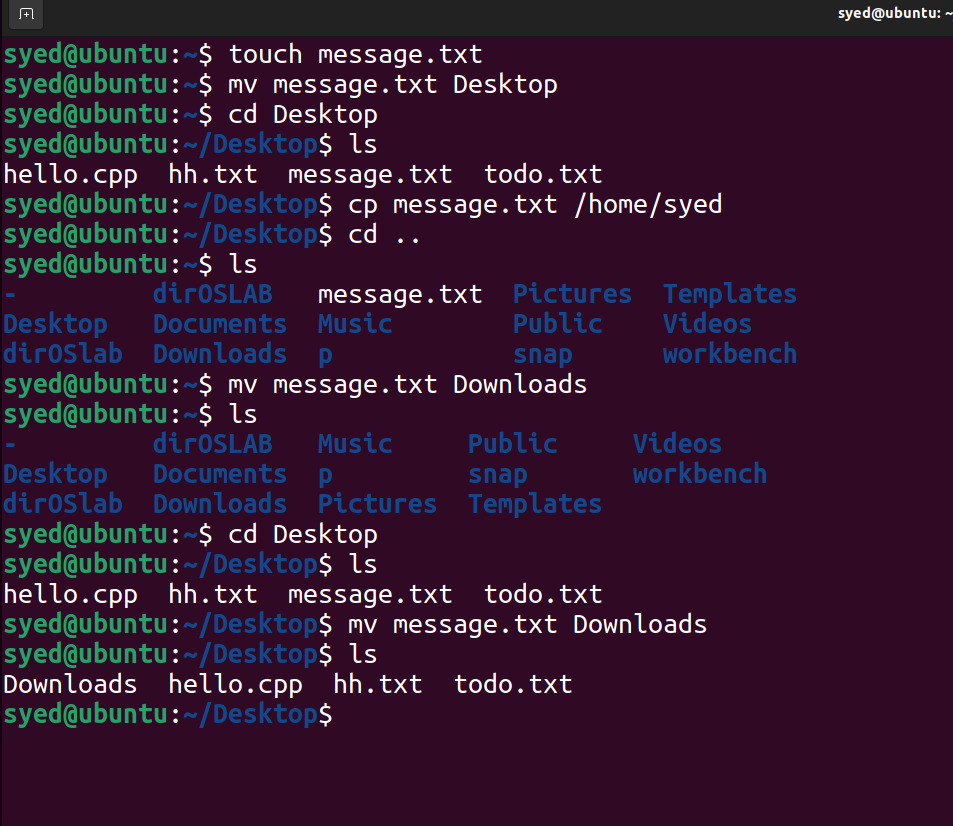 syed@ubuntu: ~
syed@ubuntu:~$ touch message.txt
syed@ubuntu:~$ mv message.txt Desktop
syed@ubuntu:~$ cd Desktop
syed@ubuntu:~/Desktop$ ls
hello.cpp  hh.txt  message.txt  todo.txt
syed@ubuntu:~/Desktop$ cp message.txt /home/syed
syed@ubuntu:~/Desktop$ cd ..
syed@ubuntu:~$ ls
-         dirOSLAB   message.txt  Pictures  Templates
Desktop   Documents  Music        Public    Videos
dirOSlab  Downloads  p            snap      workbench
syed@ubuntu:~$ mv message.txt Downloads
syed@ubuntu:~$ ls
-         dirOSLAB   Music     Public     Videos
Desktop   Documents  p         snap       workbench
dirOSlab  Downloads  Pictures  Templates
syed@ubuntu:~$ cd Desktop
syed@ubuntu:~/Desktop$ ls
hello.cpp  hh.txt  message.txt  todo.txt
syed@ubuntu:~/Desktop$ mv message.txt Downloads
syed@ubuntu:~/Desktop$ ls
Downloads  hello.cpp  hh.txt  todo.txt
syed@ubuntu:~/Desktop$